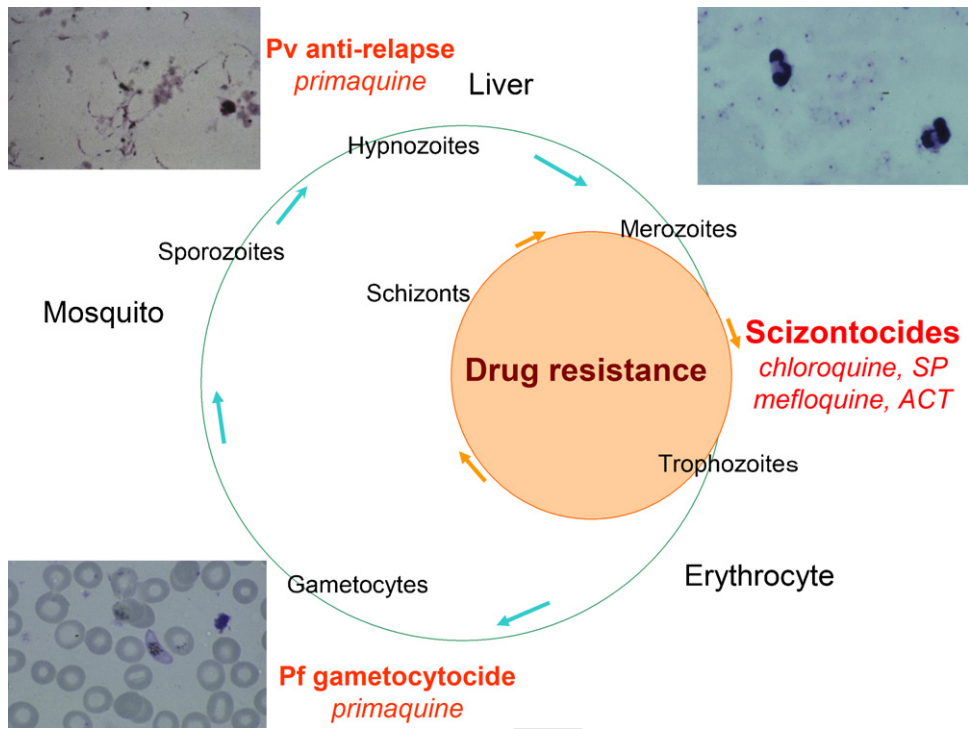 Pv anti-relapse
primaquine
Liver
Hypnozoites
Merozoites
Sporozoites
Schizonts
Mosquito
Scizontocides
chloroquine, SP
mefloquine, ACT
Drug resistance
Trophozoites
Erythrocyte
Gametocytes
Pf gametocytocide
primaquine